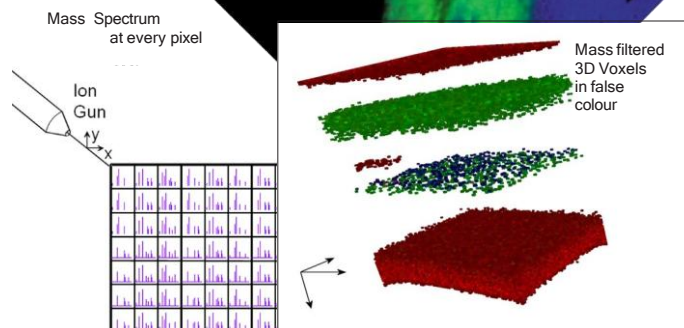 Mass Spectrum
at every pixel
Ion
Gun
y
x
Mass filtered
3D Voxels
in false
colour